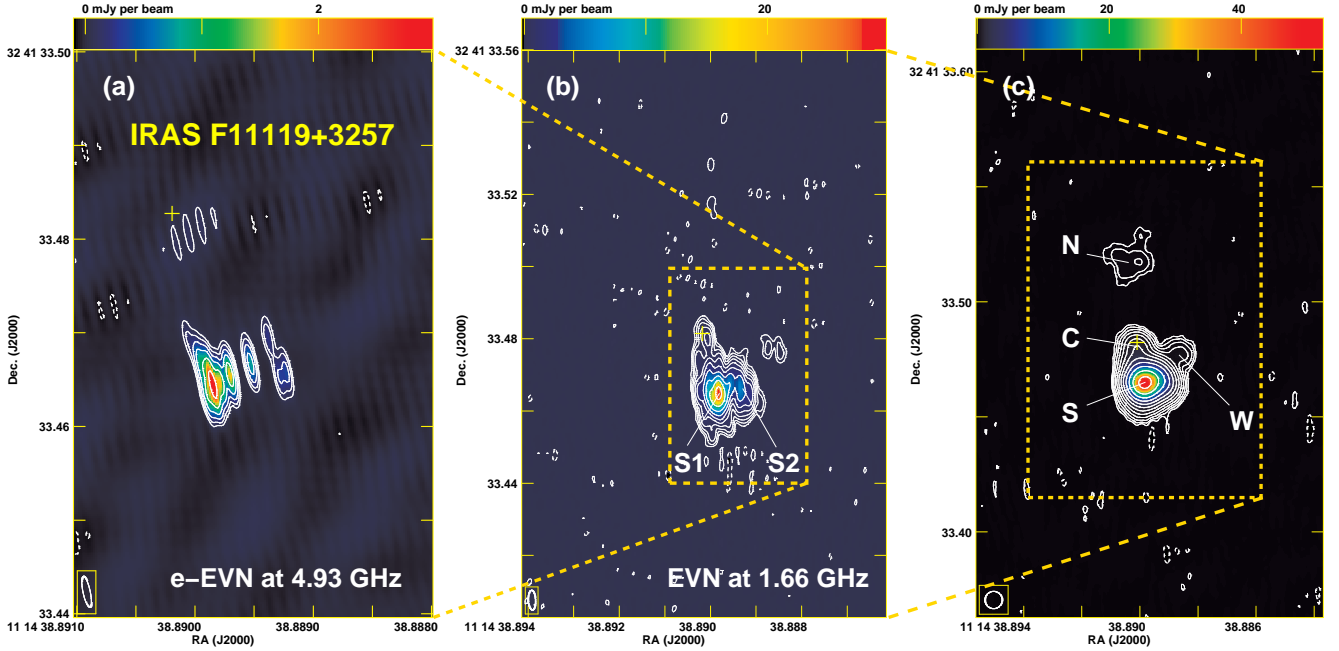 0 mJy per beam 2
(a)
IRAS F11119+3257
32 41 33.50
33.48
33.46
33.44
Dec. (J2000)
e−EVN at 4.93 GHz
11 14 38.8910 38.8900 38.8890 38.8880
RA (J2000)
0 mJy per beam 20
(b)
32 41 33.56
33.52
33.48
33.44
Dec. (J2000)
S1 S2
EVN at 1.66 GHz
11 14 38.894 38.892 38.890 38.888
RA (J2000)
0 mJy per beam 20 40
(c)
32 41 33.60
33.50
33.40
Dec. (J2000)
N
C
S
W
11 14 38.894 38.890 38.886
RA (J2000)